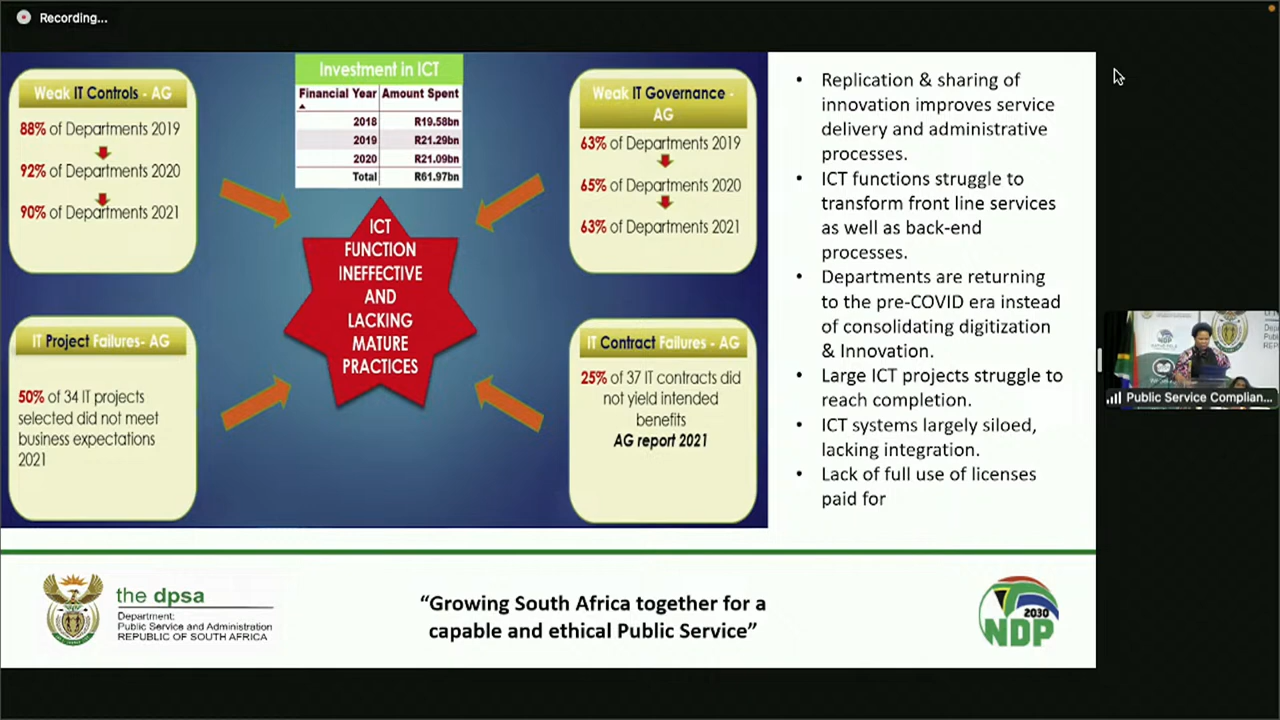 Recording...
Weak IT Controls - AG
88% of Departments 2019
92% of Departments 2020
90% of Departments 2021
Investment in ICT
Financial Year Amount Spent
2018 R19.58bn
2019 R21.29bn
2020 R21.09bn
Total R61.97bn
Weak IT Governance -
AG
63% of Departments 2019
65% of Departments 2020
63% of Departments 2021
ICT
FUNCTION
INEFFECTIVE
AND
LACKING
MATURE
PRACTICES
IT Project Failures- AG
50% of 34 IT projects
selected did not meet
business expectations
2021
IT Contract Failures - AG
25% of 37 IT contracts did
not yield intended
benefits
AG report 2021
• Replication & sharing of
innovation improves service
delivery and administrative
processes.
• ICT functions struggle to
transform front line services
as well as back-end
processes.
• Departments are returning
to the pre-COVID era instead
of consolidating digitization
& Innovation.
• Large ICT projects struggle to
reach completion.
• ICT systems largely siloed,
lacking integration.
• Lack of full use of licenses
paid for
Public Service Complian...
the dpsa
Department:
Public Service and Administration
REPUBLIC OF SOUTH AFRICA
“Growing South Africa together for a
capable and ethical Public Service”
2030
NDP